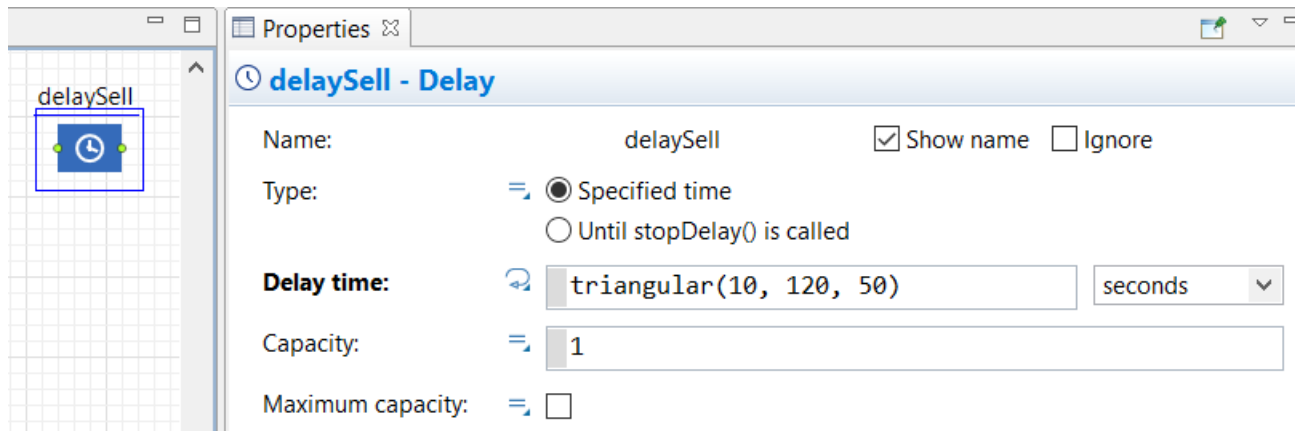 Properties
delaySell
delaySell - Delay
Name: delaySell Show name Ignore
Type: Specified time
Until stopDelay() is called
Delay time: triangular(10, 120, 50) seconds
Capacity: 1
Maximum capacity: